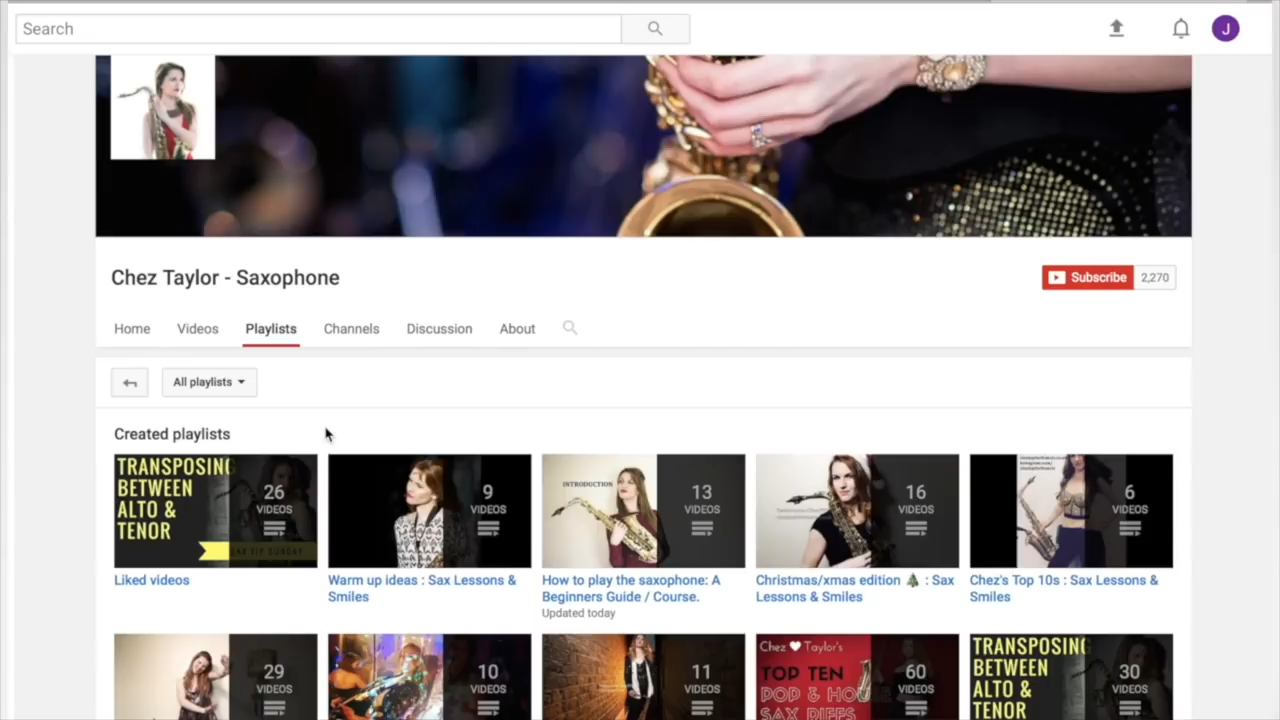 Search
J
Chez Taylor - Saxophone
Subscribe 2,270
Home Videos Playlists Channels Discussion About
All playlists
Created playlists
TRANSPOSING
BETWEEN
ALTO &
TENOR
SAX TIP SUNDAY
26
VIDEOS
Liked videos
9
VIDEOS
Warm up ideas : Sax Lessons &
Smiles
INTRODUCTION
13
VIDEOS
How to play the saxophone: A
Beginners Guide / Course.
Updated today
16
VIDEOS
Christmas/xmas edition 🎄 : Sax
Lessons & Smiles
6
VIDEOS
Chez's Top 10s : Sax Lessons &
Smiles
29
VIDEOS
10
VIDEOS
11
VIDEOS
Chez ♥ Taylor's
TOP TEN
POP & HOU
SAX RIFFS
60
VIDEOS
TRANSPOSING
BETWEEN
ALTO &
TENOR
30
VIDEOS